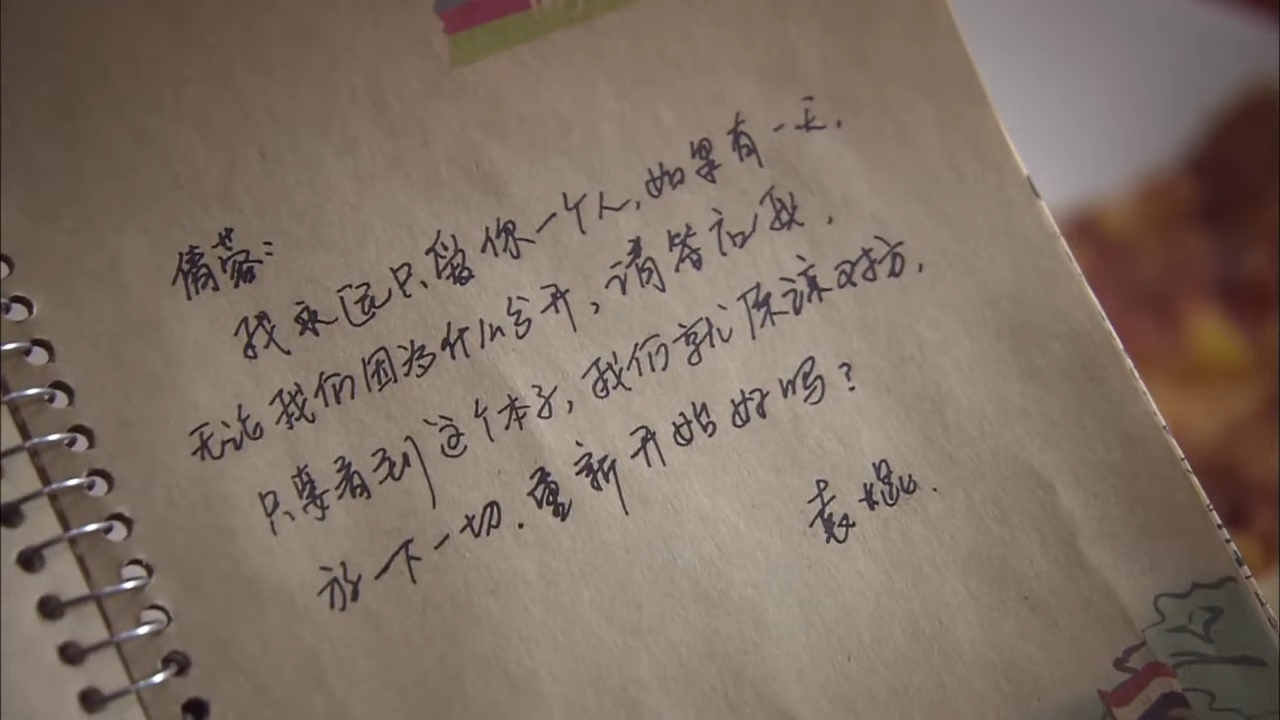 倩蓉：
我永远只爱你一个人，如果有一天，
无论我们因为什么分开，请答应我，
只要看到这个本子，我们就原谅对方，
放下一切．重新开始好吗？
袁